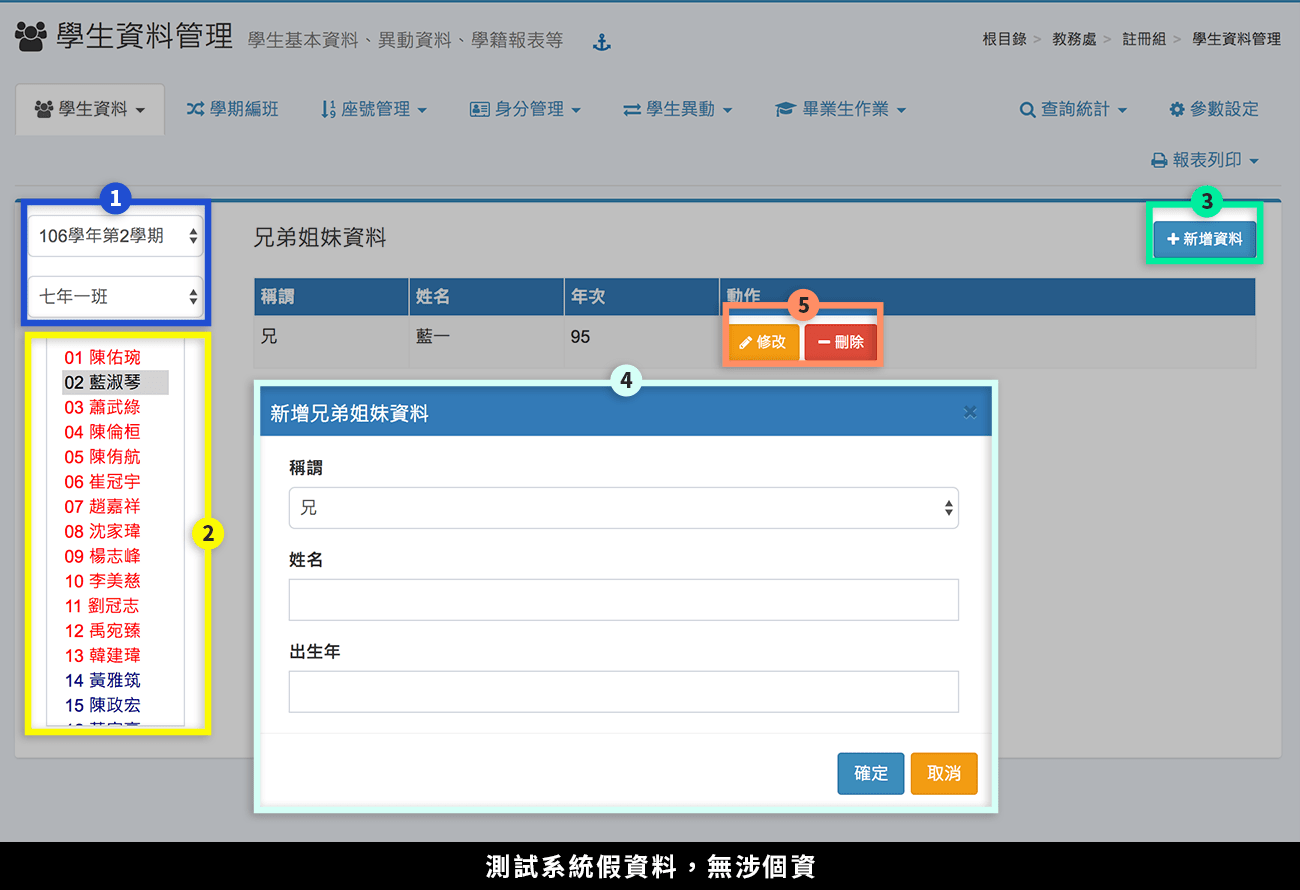 學生資料管理 學生基本資料、異動資料、學籍報表等
根目錄 > 教務處 > 註冊組 > 學生資料管理
學生資料 學期編班 座號管理 身分管理 學生異動 畢業生作業 查詢統計 參數設定
報表列印
1
106學年第2學期
七年一班
2
01 陳佑琬
02 藍淑琴
03 蕭武綠
04 陳倫桓
05 陳侑航
06 崔冠宇
07 趙嘉祥
08 沈家瑋
09 楊志峰
10 李美慈
11 劉冠志
12 禹宛臻
13 韓建瑋
14 黃雅筑
15 陳政宏
兄弟姐妹資料
3
+新增資料
稱謂 姓名 年次 動作
兄 藍一 95
5
修改 刪除
4
新增兄弟姐妹資料 ×
稱謂
兄
姓名
出生年
確定 取消
測試系統假資料，無涉個資